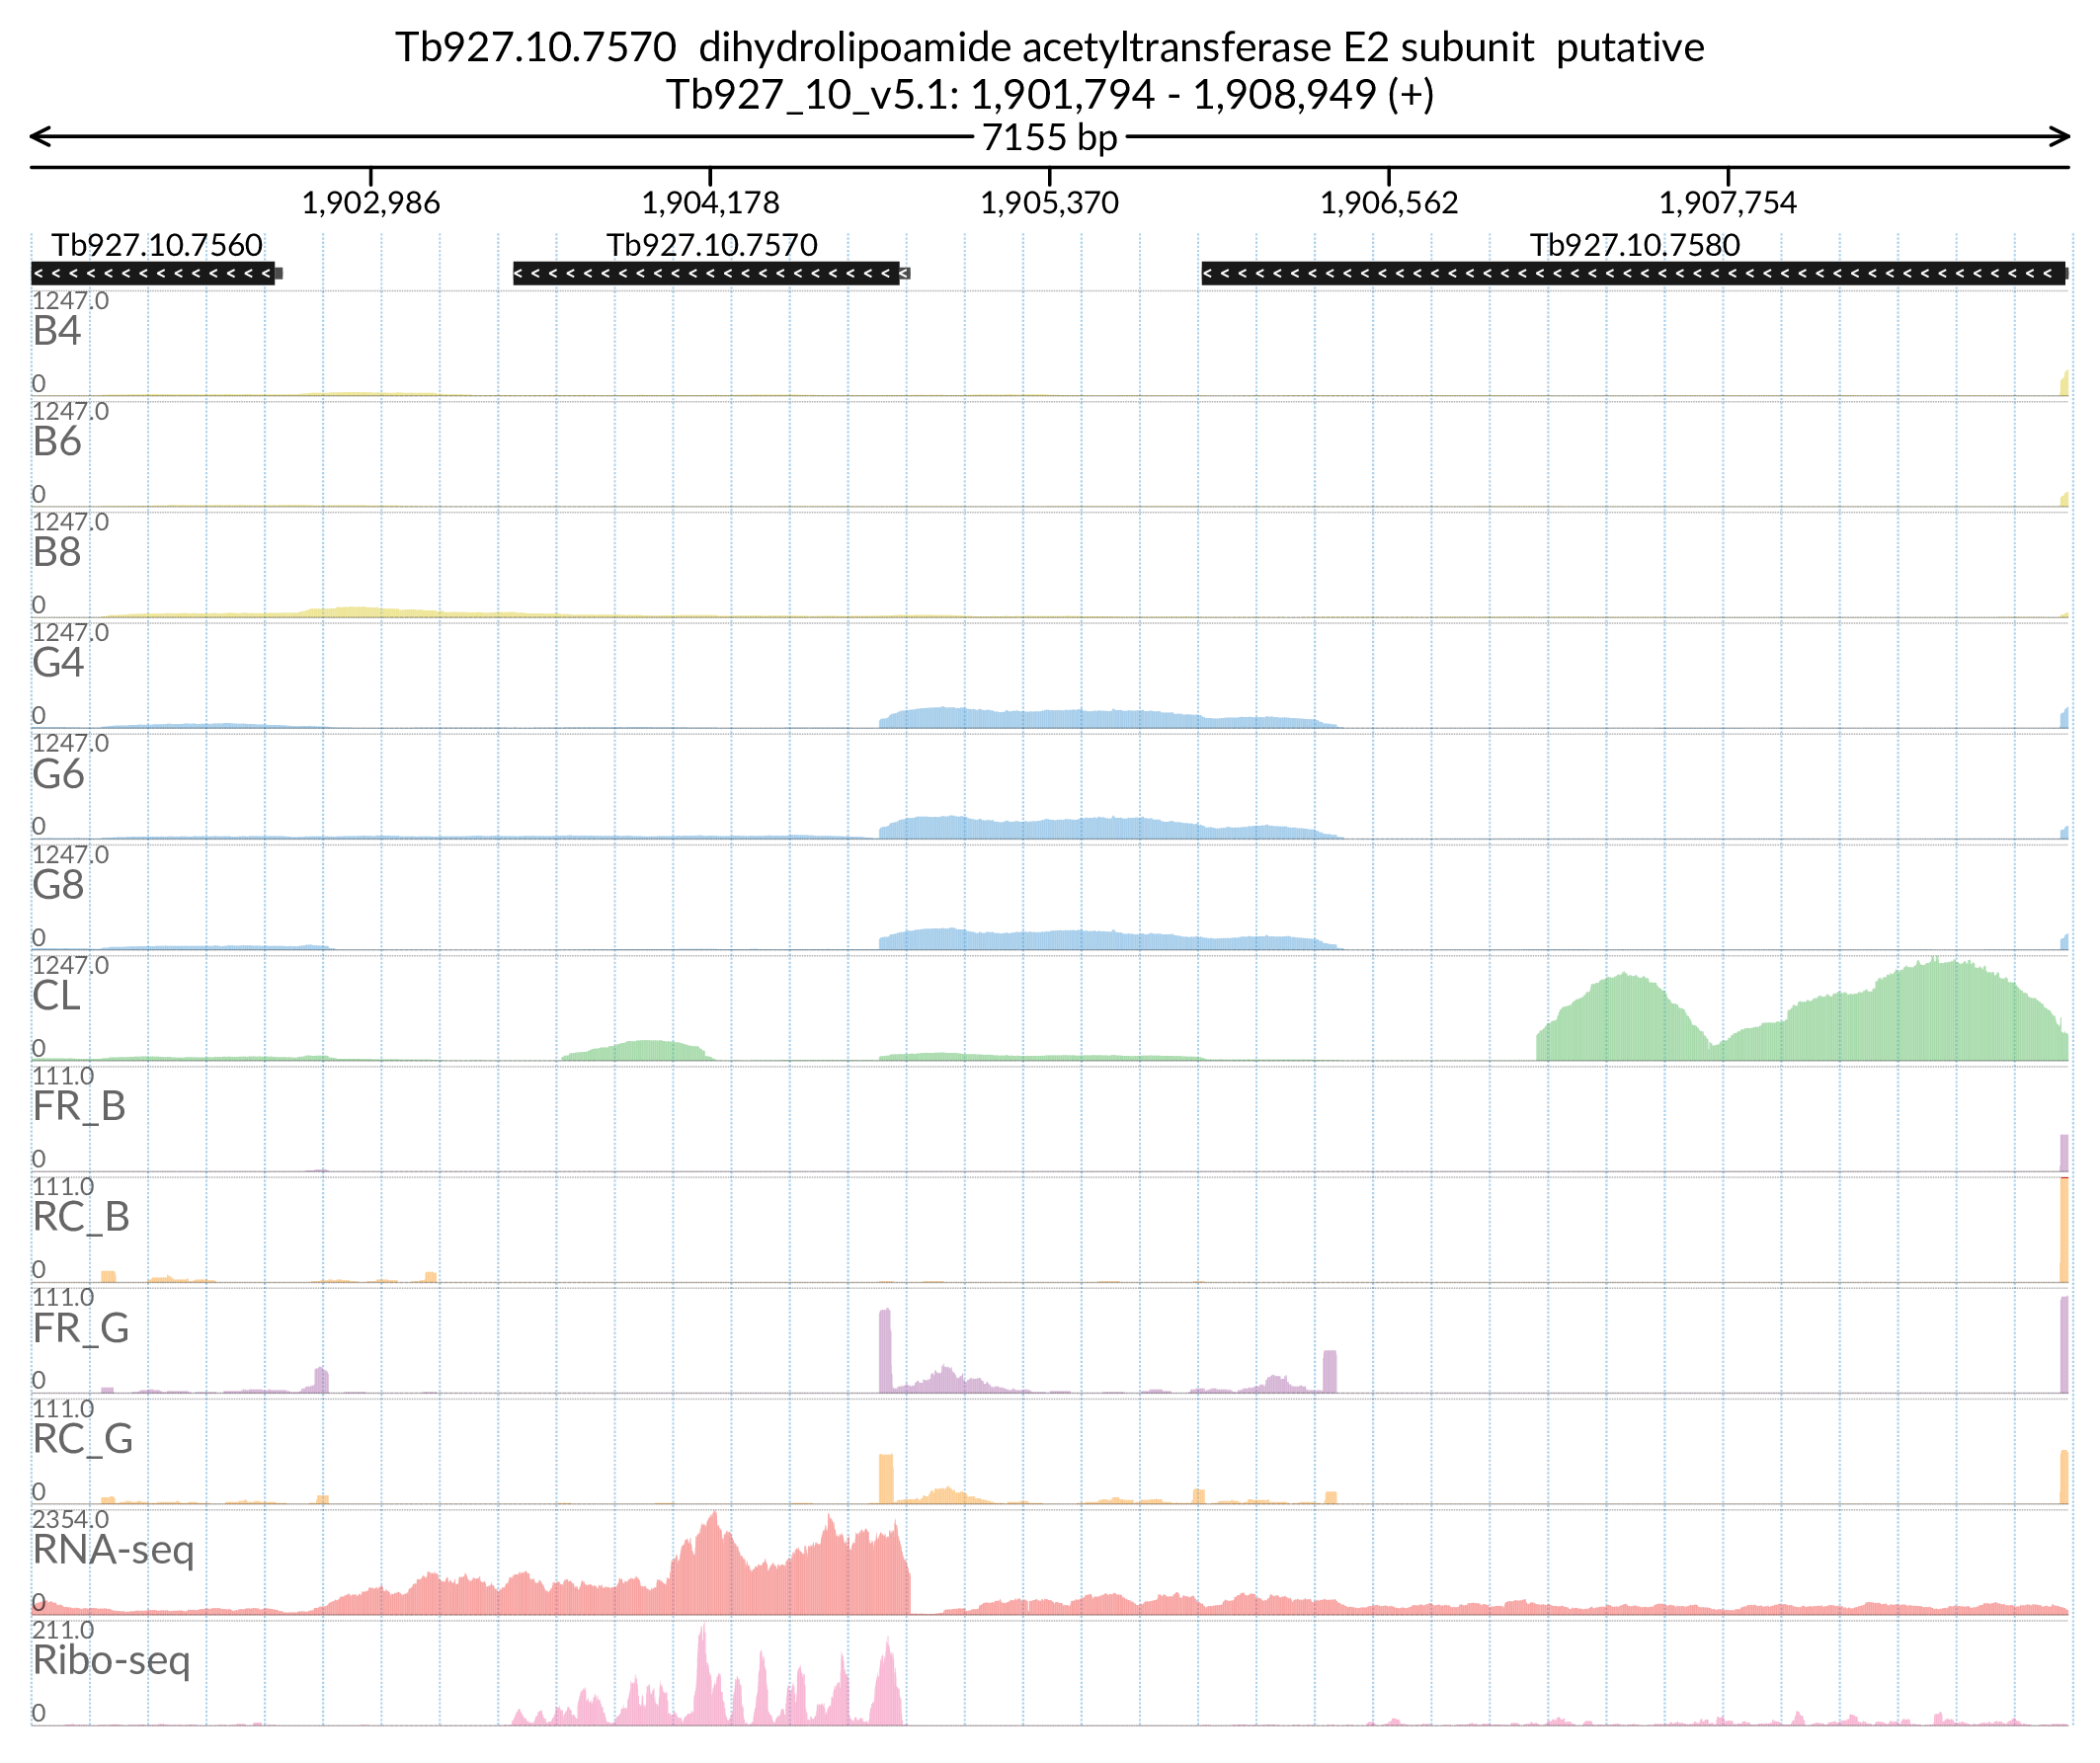 Tb927.10.7570  dihydrolipoamide acetyltransferase E2 subunit  putative
Tb927_10_v5.1: 1,901,794 - 1,908,949 (+)
7155 bp
1,902,986 1,904,178 1,905,370 1,906,562 1,907,754
Tb927.10.7560 Tb927.10.7570 Tb927.10.7580
1247.0
B4
0
1247.0
B6
0
1247.0
B8
0
1247.0
G4
0
1247.0
G6
0
1247.0
G8
0
1247.0
CL
0
111.0
FR_B
0
111.0
RC_B
0
111.0
FR_G
0
111.0
RC_G
0
2354.0
RNA-seq
0
211.0
Ribo-seq
0